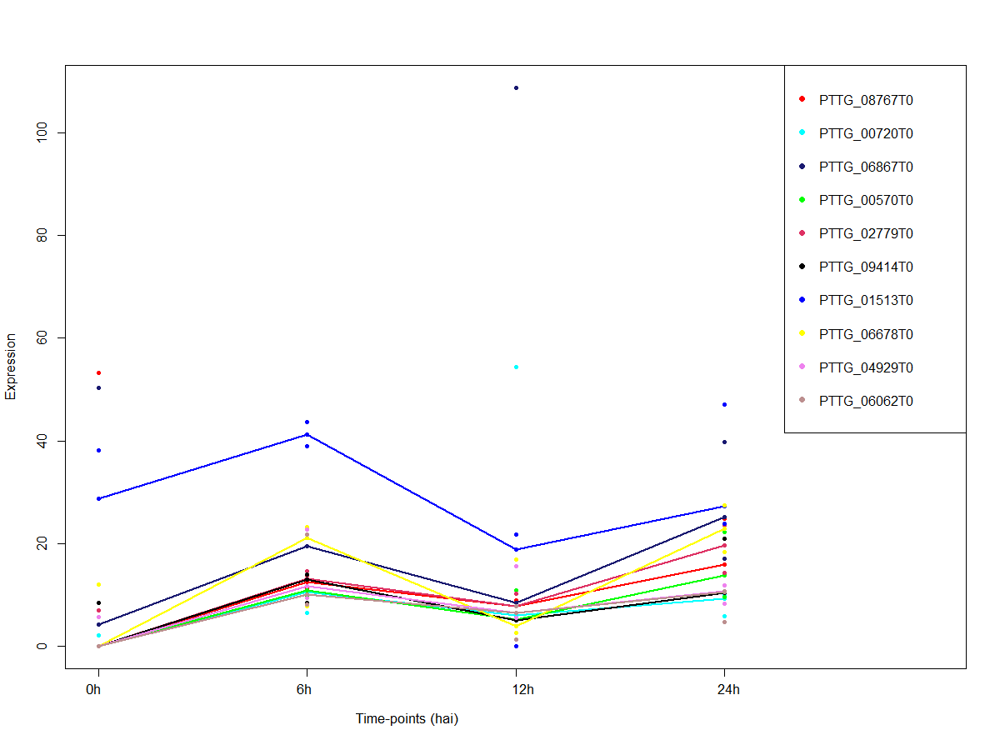 PTTG_08767T0
PTTG_00720T0
PTTG_06867T0
PTTG_00570T0
PTTG_02779T0
PTTG_09414T0
PTTG_01513T0
PTTG_06678T0
PTTG_04929T0
PTTG_06062T0
Expression
100
80
60
40
20
0
0h 6h 12h 24h
Time-points (hai)